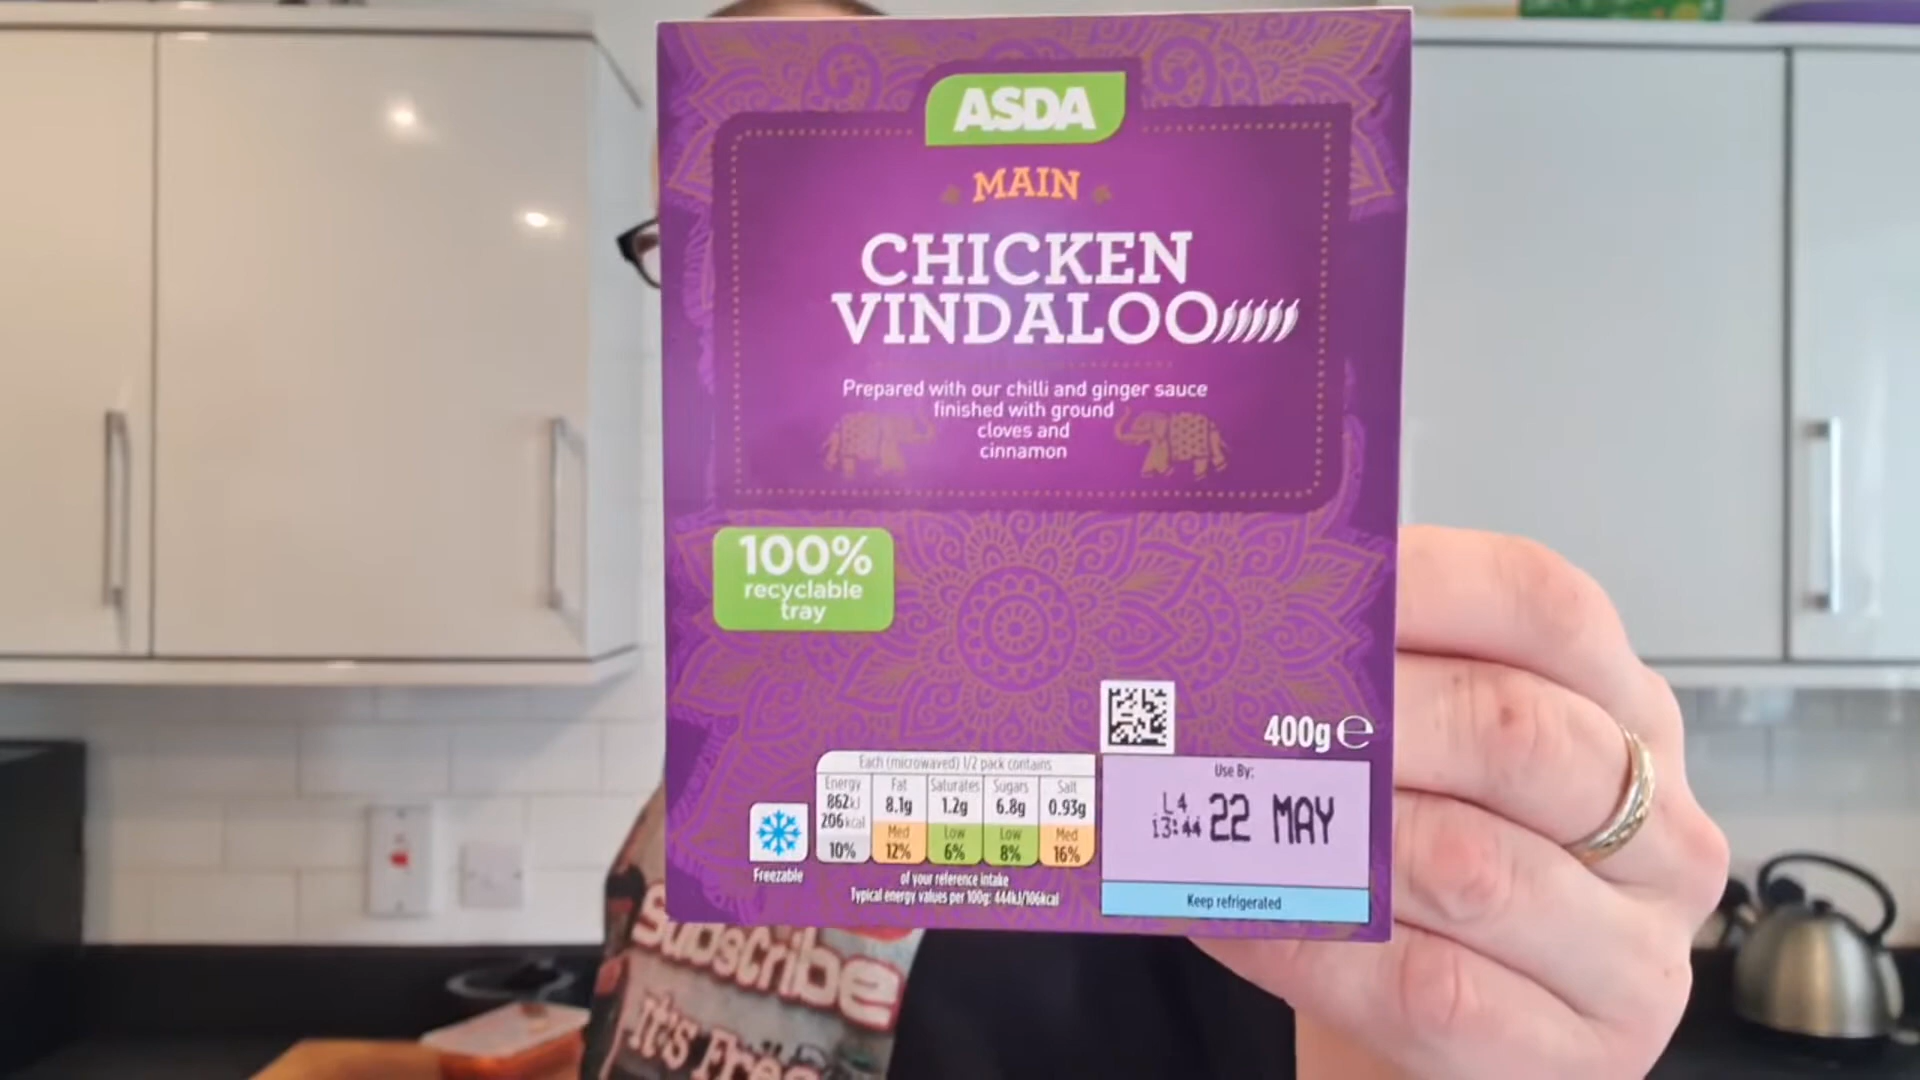 ASDA
MAIN
CHICKEN
VINDALOO
Prepared with our chilli and ginger sauce
finished with ground
cloves and
cinnamon
100%
recyclable
tray
400g e
Each (microwaved) 1/2 pack contains
Energy Fat Saturates Sugars Salt
862kJ 8.1g 1.2g 6.8g 0.93g
206kcal Med Low Low Med
10% 12% 6% 8% 16%
of your reference intake
Typical energy values per 100g: 444kJ/106kcal
Freezable
Use By:
L4
13:44 22 MAY
Keep refrigerated
Subscribe
It's